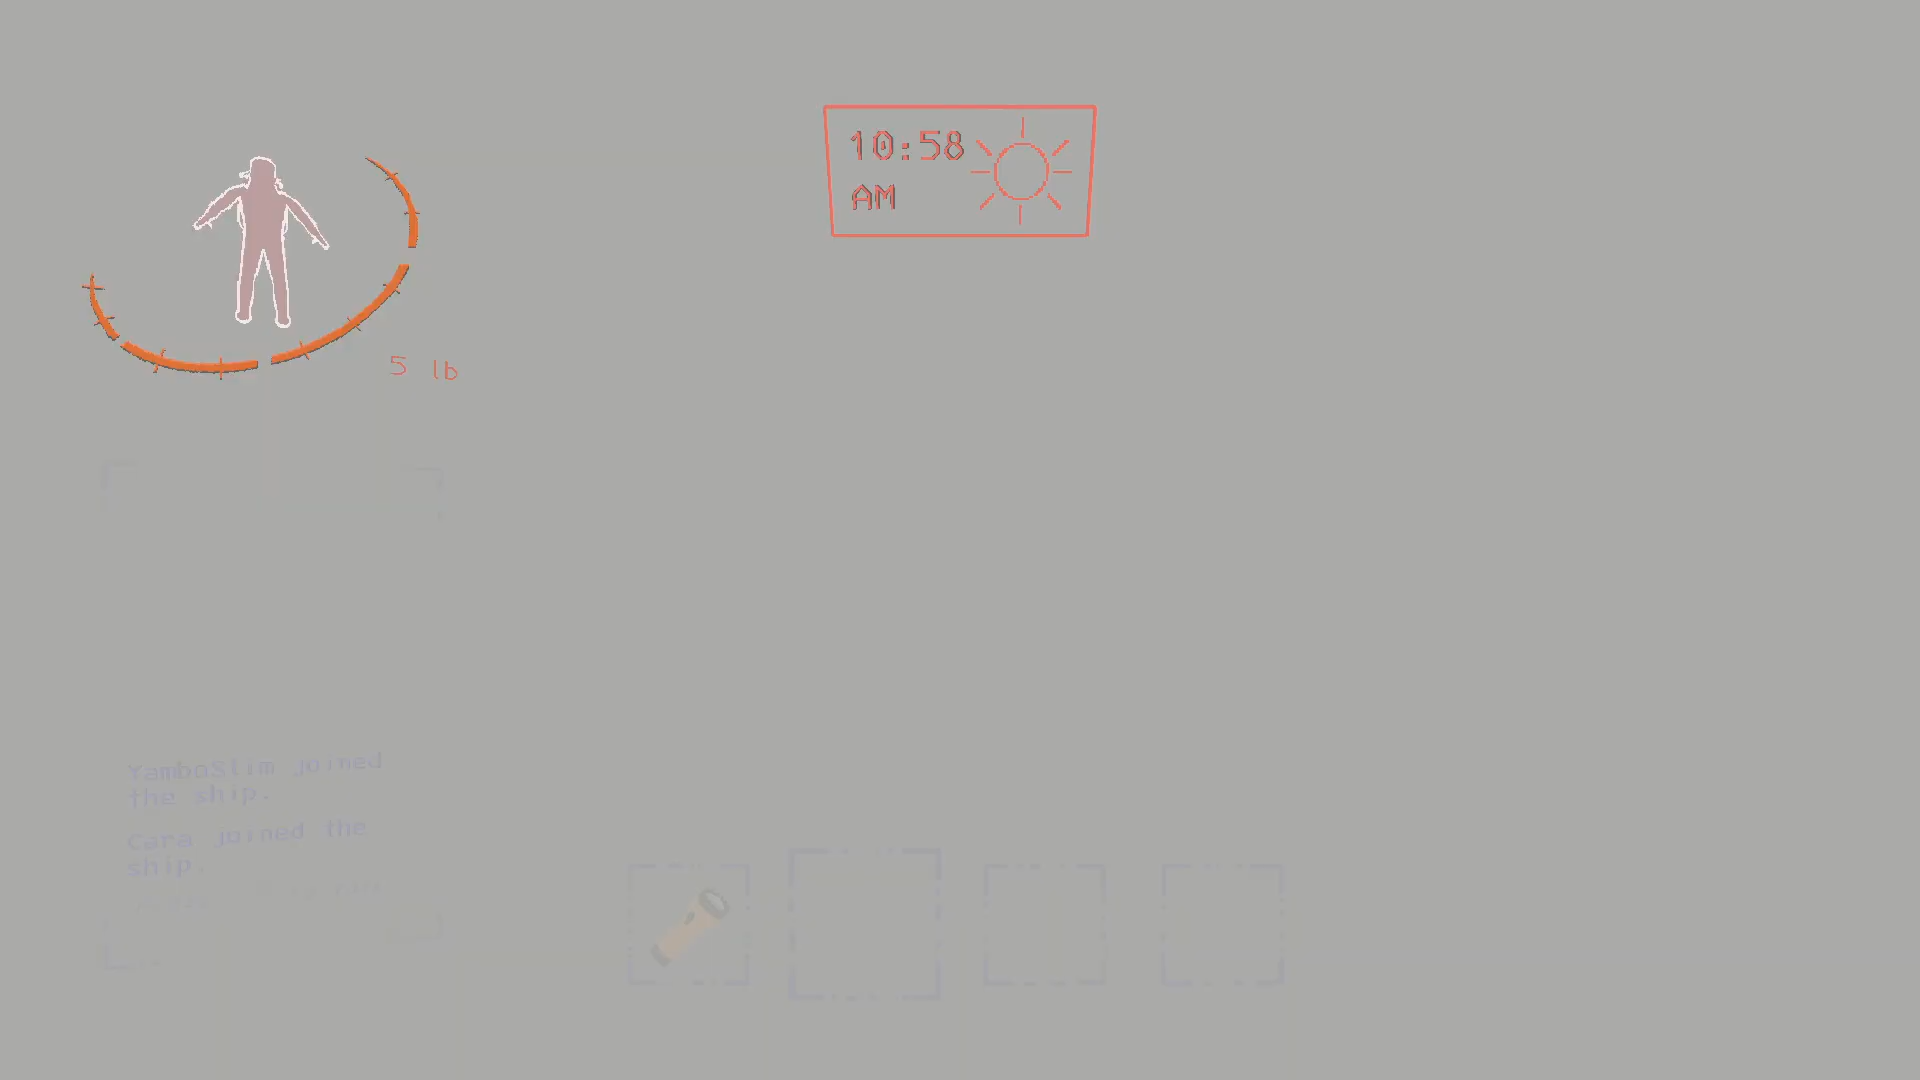 10:58
AM
5 lb
YamboSlim joined
the ship.
Cara joined the
ship.